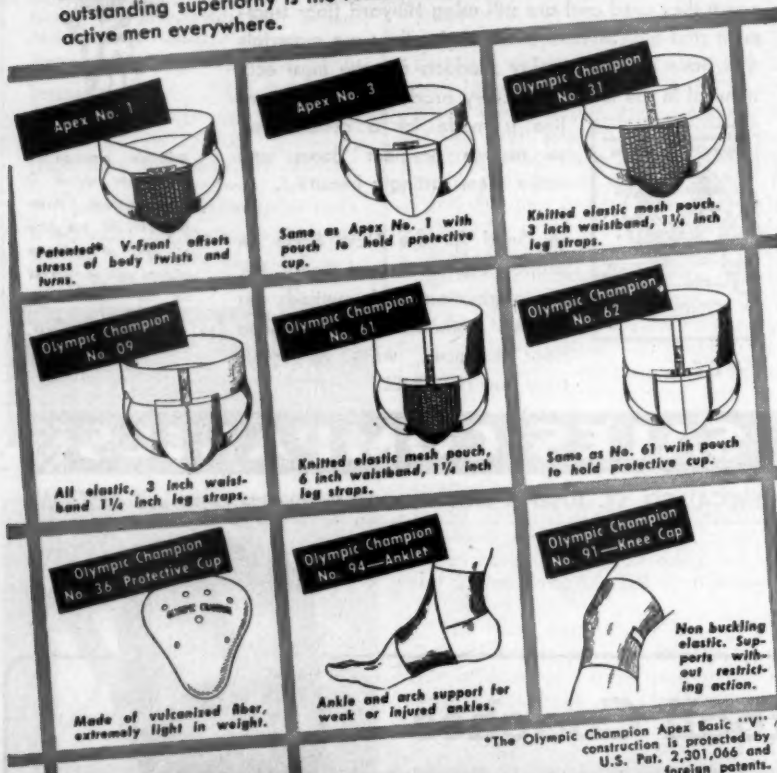 outstanding superiority is
active men everywhere.
Apex No. 1
Patented* V-Front offsets
stress of body twists and
turns.
Apex No. 3
Same as Apex No. 1 with
pouch to hold protective
cup.
Olympic Champion
No. 31
Knitted elastic mesh pouch.
3 inch waistband, 1¼ inch
leg straps.
Olympic Champion
No. 09
All elastic, 3 inch waist-
band 1¼ inch leg straps.
Olympic Champion
No. 61
Knitted elastic mesh pouch,
6 inch waistband, 1¼ inch
leg straps.
Olympic Champion
No. 62
Same as No. 61 with pouch
to hold protective cup.
Olympic Champion
No. 36 Protective Cup
OLYMPIC CHAMPION
Made of vulcanized fiber,
extremely light in weight.
Olympic Champion
No. 94—Anklet
Ankle and arch support for
weak or injured ankles.
Olympic Champion
No. 91—Knee Cap
Non buckling
elastic. Sup-
ports with-
out restrict-
ing action.
*The Olympic Champion Apex Basic "V"
construction is protected by
U.S. Pat. 2,301,066 and
foreign patents.